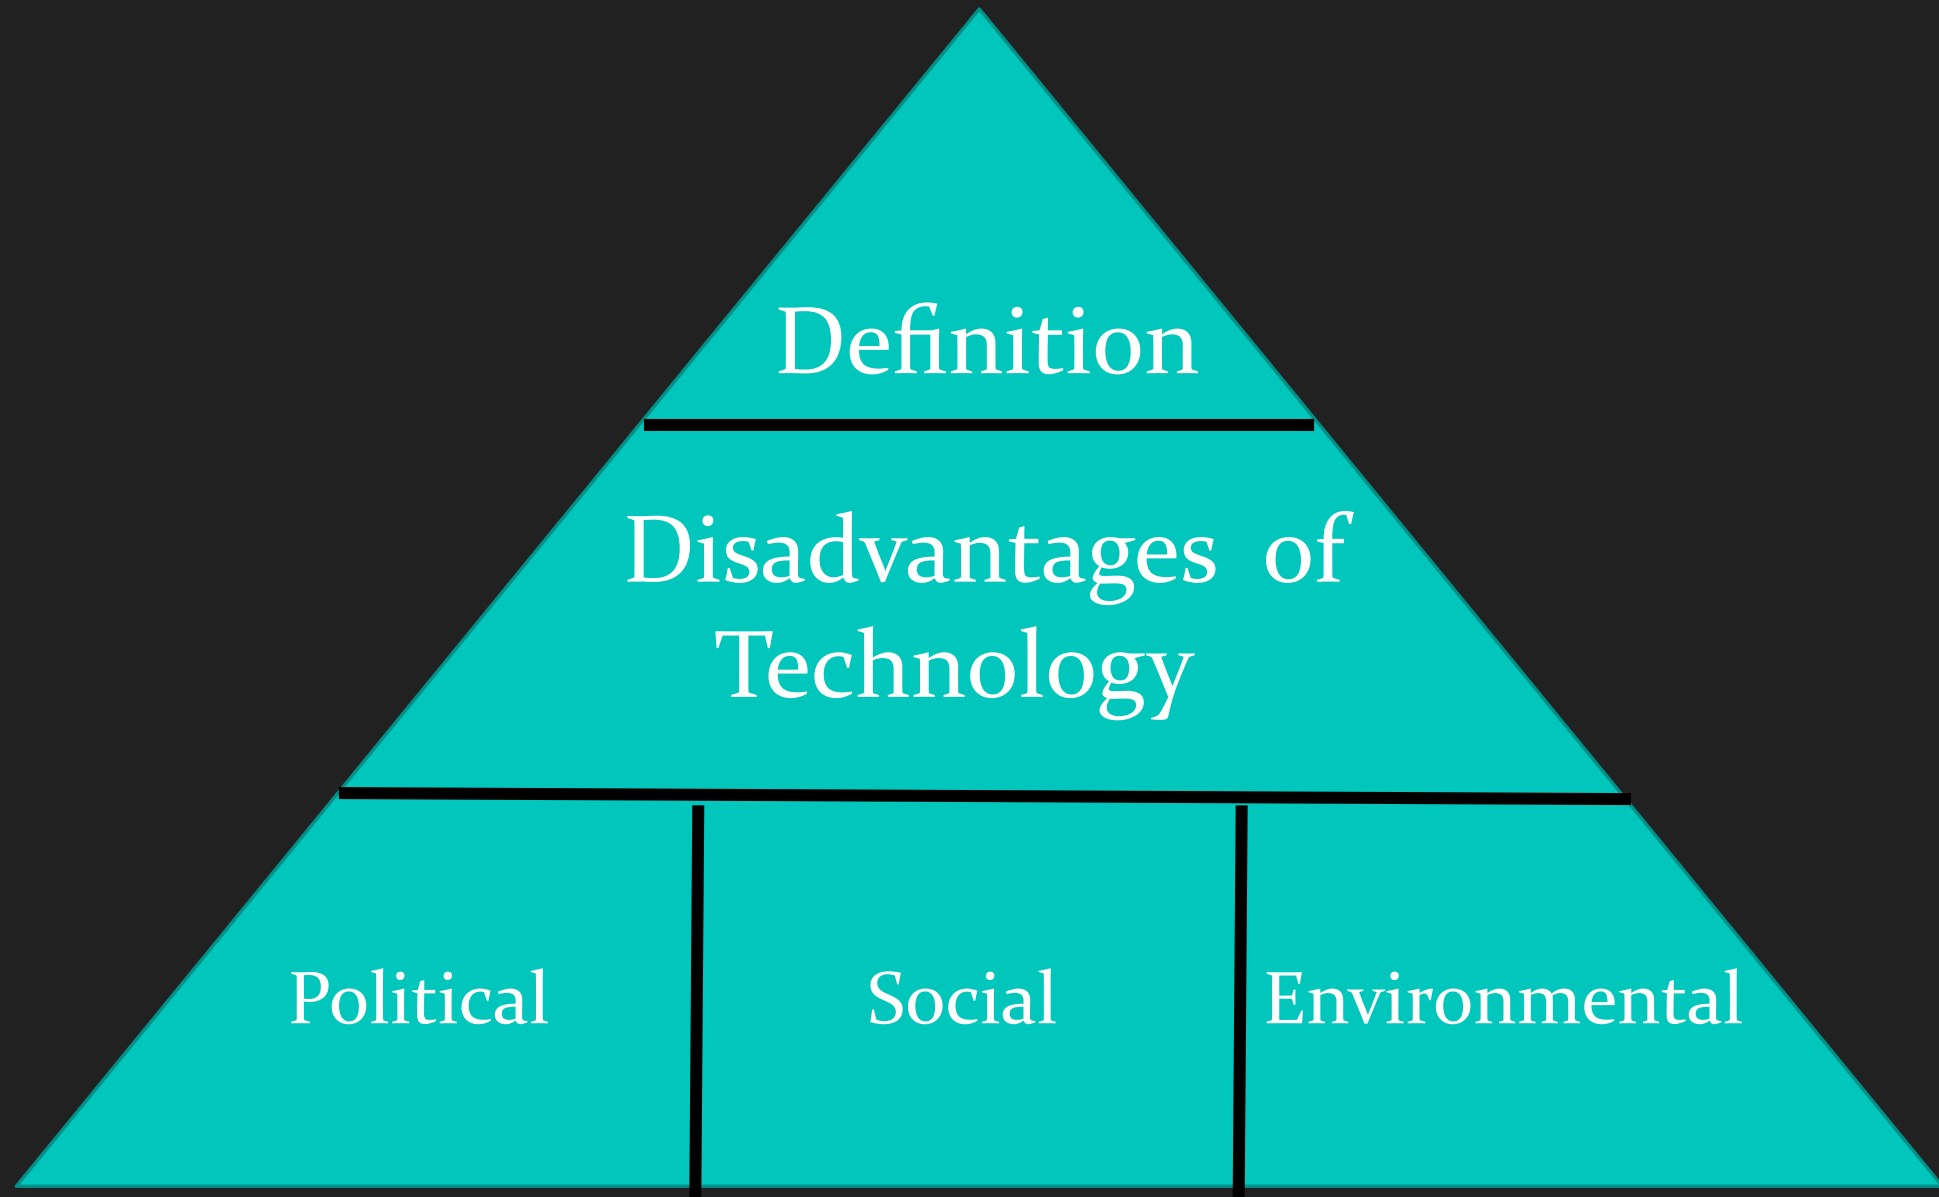 Definition
Disadvantages of
Technology
Political
Social
Environmental